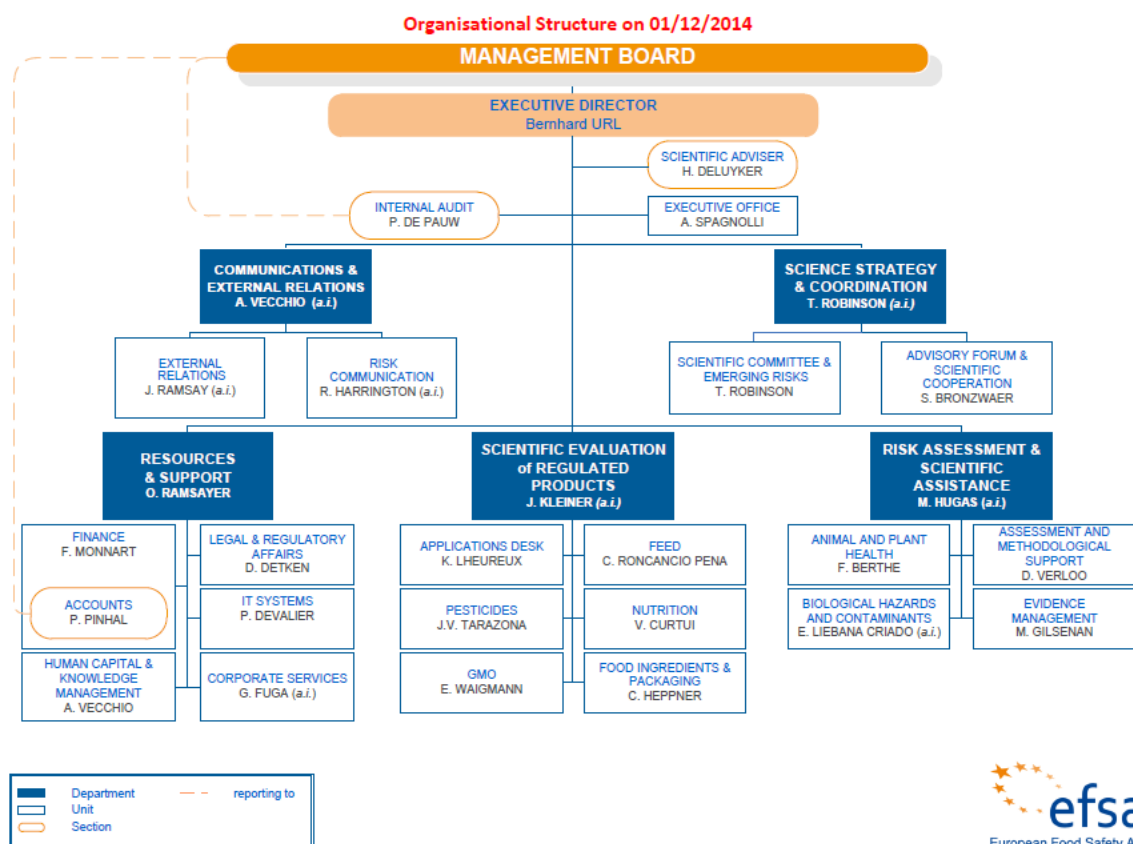 Organisational Structure on 01/12/2014
MANAGEMENT BOARD
EXECUTIVE DIRECTOR
Bernhard URL
SCIENTIFIC ADVISER
H. DELUYKER
INTERNAL AUDIT
P. DE PAUW
EXECUTIVE OFFICE
A. SPAGNOLLI
COMMUNICATIONS &
EXTERNAL RELATIONS
A. VECCHIO (a.i.)
SCIENCE STRATEGY
& COORDINATION
T. ROBINSON (a.i.)
EXTERNAL
RELATIONS
J. RAMSAY (a.i.)
RISK
COMMUNICATION
R. HARRINGTON (a.i.)
SCIENTIFIC COMMITTEE &
EMERGING RISKS
T. ROBINSON
ADVISORY FORUM &
SCIENTIFIC
COOPERATION
S. BRONZWAER
RESOURCES
& SUPPORT
O. RAMSAYER
SCIENTIFIC EVALUATION
of REGULATED
PRODUCTS
J. KLEINER (a.i.)
RISK ASSESSMENT &
SCIENTIFIC
ASSISTANCE
M. HUGAS (a.i.)
FINANCE
F. MONNART
LEGAL & REGULATORY
AFFAIRS
D. DETKEN
ACCOUNTS
P. PINHAL
IT SYSTEMS
P. DEVALIER
HUMAN CAPITAL &
KNOWLEDGE
MANAGEMENT
A. VECCHIO
CORPORATE SERVICES
G. FUGA (a.i.)
APPLICATIONS DESK
K. LHEUREUX
FEED
C. RONCANCIO PENA
PESTICIDES
J.V. TARAZONA
NUTRITION
V. CURTUI
GMO
E. WAIGMANN
FOOD INGREDIENTS &
PACKAGING
C. HEPPNER
ANIMAL AND PLANT
HEALTH
F. BERTHE
ASSESSMENT AND
METHODOLOGICAL
SUPPORT
D. VERLOO
BIOLOGICAL HAZARDS
AND CONTAMINANTS
E. LIEBANA CRIADO (a.i.)
EVIDENCE
MANAGEMENT
M. GILSENAN
Department
reporting to
Unit
Section
efsa
European Food Safety A